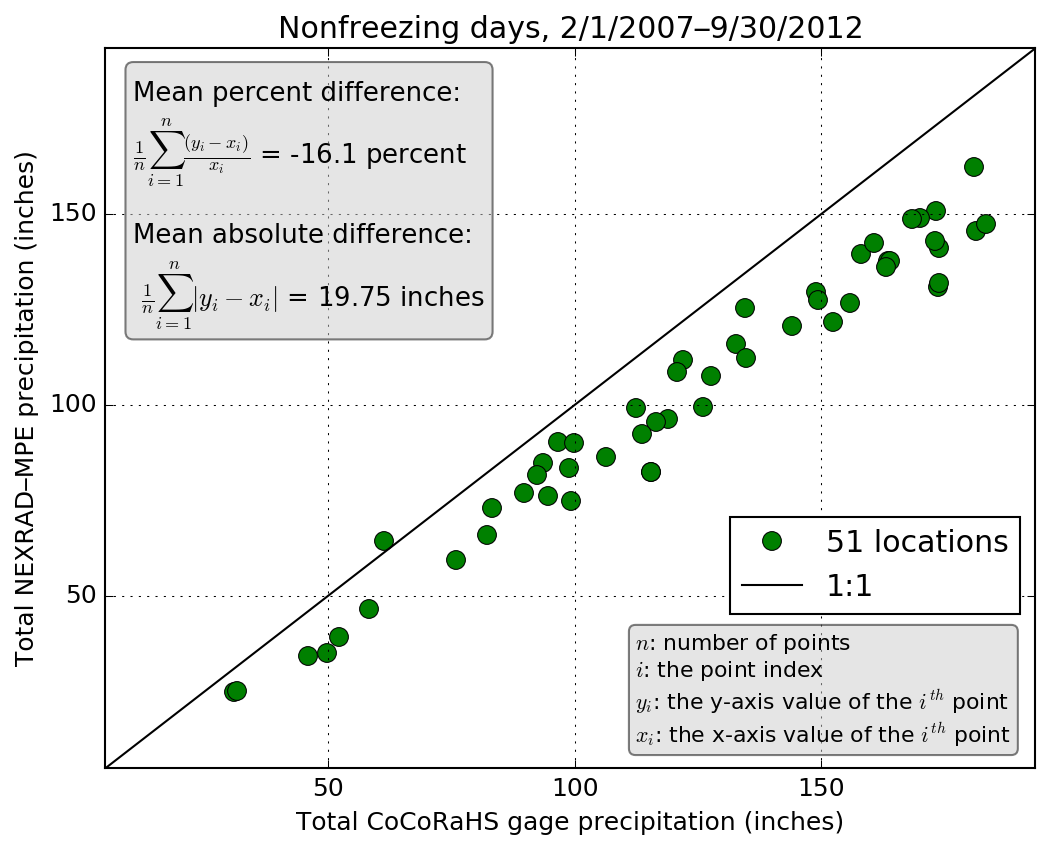 Nonfreezing days, 2/1/2007–9/30/2012
Total NEXRAD–MPE precipitation (inches)
150
100
50
Mean percent difference:
$\frac{1}{n}\sum_{i=1}^{n}\frac{(y_i-x_i)}{x_i}$ = -16.1 percent
Mean absolute difference:
$\frac{1}{n}\sum_{i=1}^{n}|y_i-x_i|$ = 19.75 inches
51 locations
1:1
$n$: number of points
$i$: the point index
$y_i$: the y-axis value of the $i^{th}$ point
$x_i$: the x-axis value of the $i^{th}$ point
50 100 150
Total CoCoRaHS gage precipitation (inches)